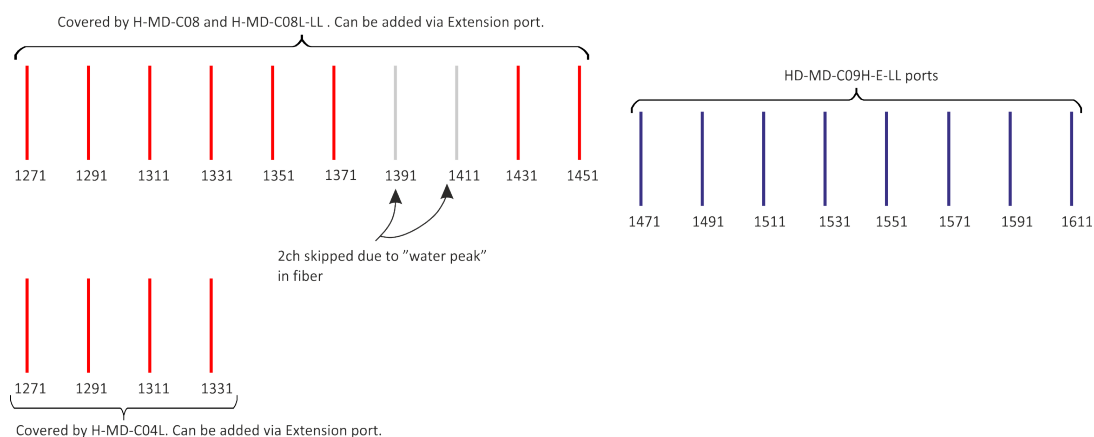 Covered by H-MD-C08 and H-MD-C08L-LL . Can be added via Extension port.
1271 1291 1311 1331 1351 1371 1391 1411 1431 1451
2ch skipped due to ”water peak”
in fiber
HD-MD-C09H-E-LL ports
1471 1491 1511 1531 1551 1571 1591 1611
1271 1291 1311 1331
Covered by H-MD-C04L. Can be added via Extension port.